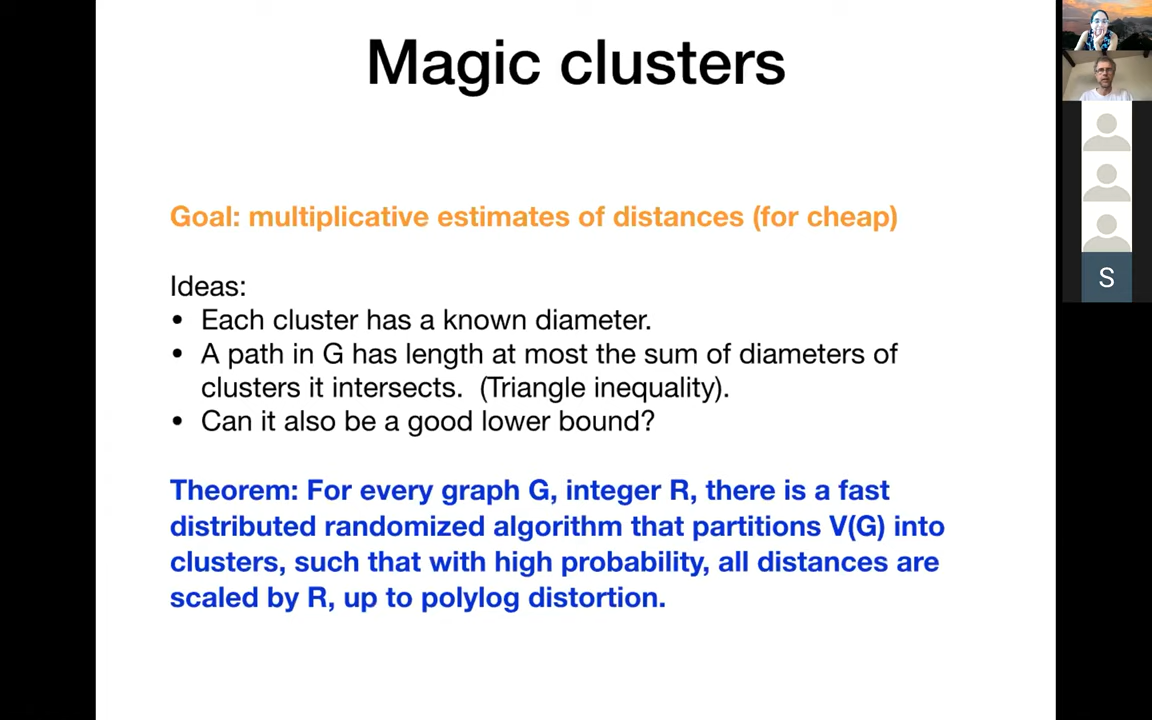 Magic clusters
Goal: multiplicative estimates of distances (for cheap)
Ideas:
• Each cluster has a known diameter.
• A path in G has length at most the sum of diameters of
clusters it intersects.  (Triangle inequality).
• Can it also be a good lower bound?
Theorem: For every graph G, integer R, there is a fast
distributed randomized algorithm that partitions V(G) into
clusters, such that with high probability, all distances are
scaled by R, up to polylog distortion.
S